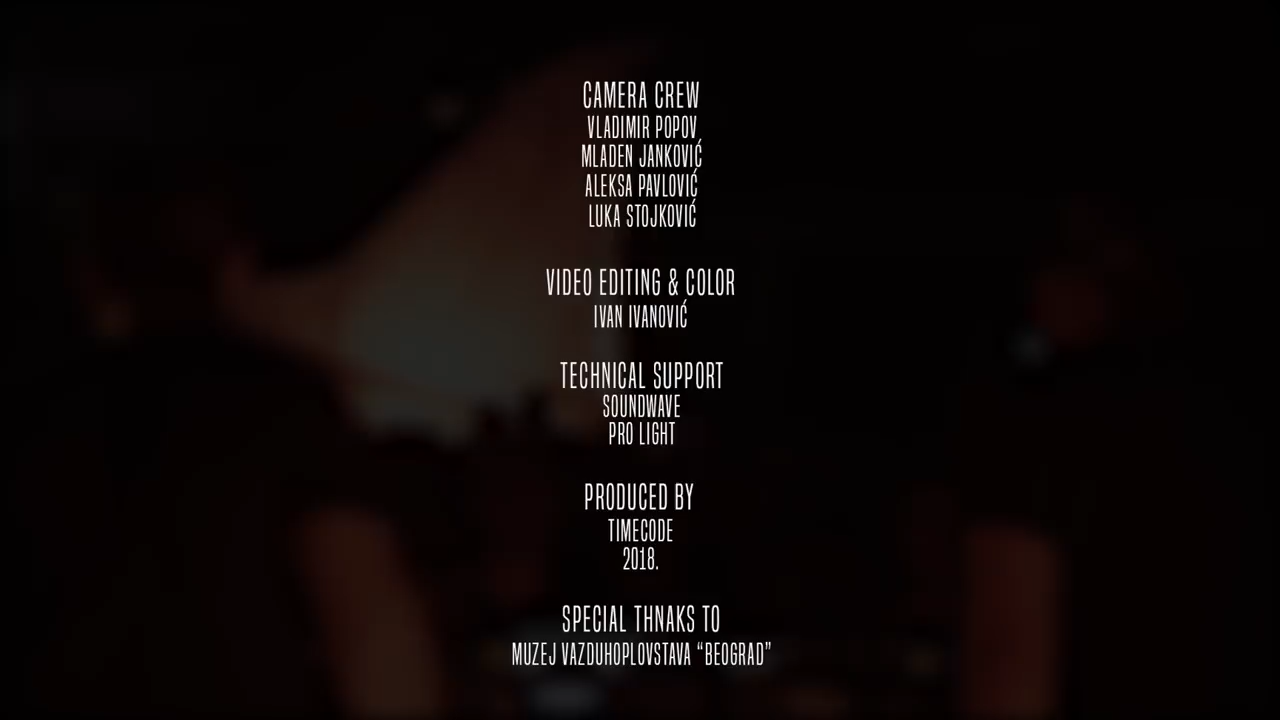 CAMERA CREW
VLADIMIR POPOV
MLADEN JANKOVIĆ
ALEKSA PAVLOVIĆ
LUKA STOJKOVIĆ
VIDEO EDITING & COLOR
IVAN IVANOVIĆ
TECHNICAL SUPPORT
SOUNDWAVE
PRO LIGHT
PRODUCED BY
TIMECODE
2018.
SPECIAL THNAKS TO
MUZEJ VAZDUHOPLOVSTAVA “BEOGRAD”